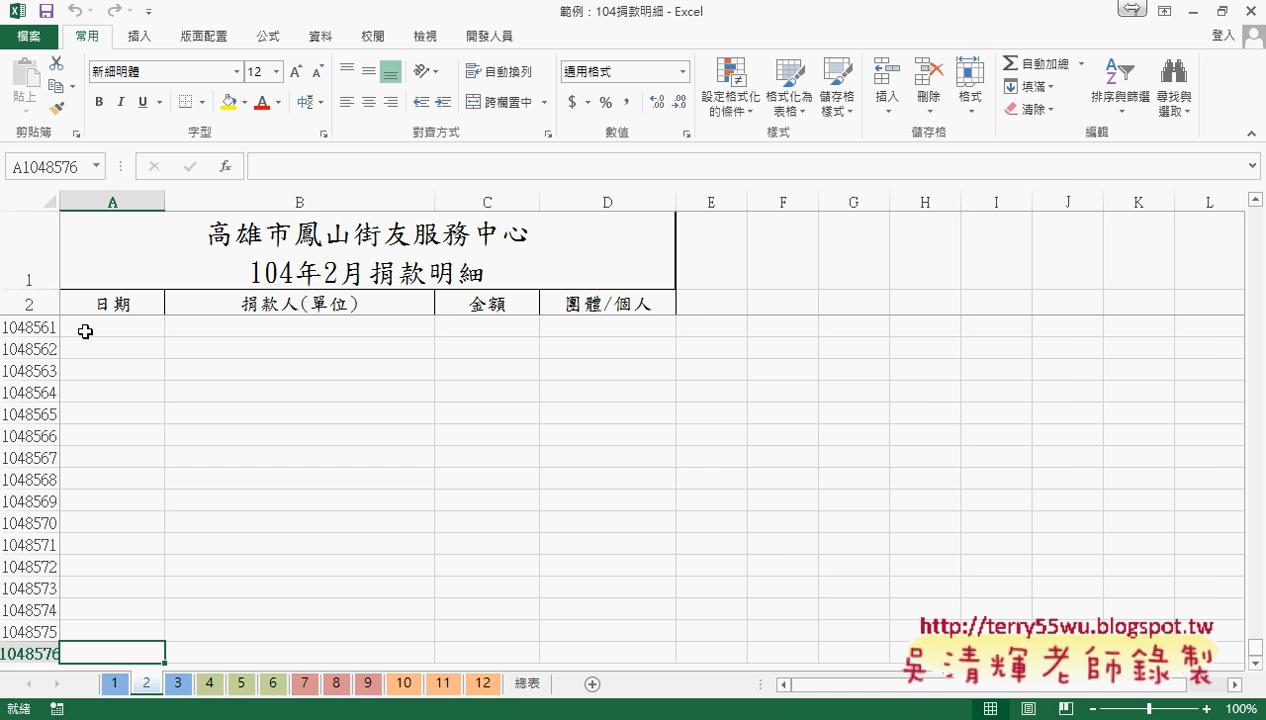 範例：104捐款明細 - Excel
檔案 常用 插入 版面配置 公式 資料 校閱 檢視 開發人員 登入
貼上 新細明體 12 自動換列 通用格式 設定格式化的條件 格式化為表格 儲存格樣式 插入 刪除 格式 自動加總 填滿 清除 排序與篩選 尋找與選取
B I U 跨欄置中 $ % ,
剪貼簿 字型 對齊方式 數值 樣式 儲存格 編輯
A1048576 fx
A B C D E F G H I J K L
高雄市鳳山街友服務中心
1 104年2月捐款明細
2 日期 捐款人(單位) 金額 團體/個人
1048561
1048562
1048563
1048564
1048565
1048566
1048567
1048568
1048569
1048570
1048571
1048572
1048573
1048574
1048575
1048576
http://terry55wu.blogspot.tw
吳清輝老師錄製
1 2 3 4 5 6 7 8 9 10 11 12 總表
就緒 100%